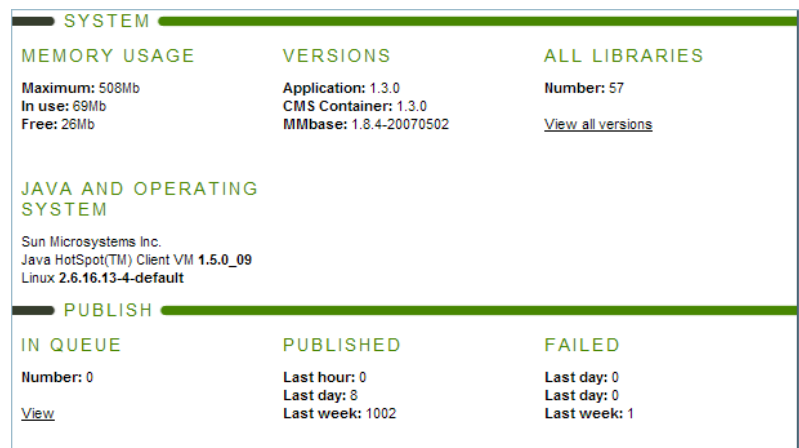 SYSTEM
MEMORY USAGE
Maximum: 508Mb
In use: 69Mb
Free: 26Mb
VERSIONS
Application: 1.3.0
CMS Container: 1.3.0
MMbase: 1.8.4-20070502
ALL LIBRARIES
Number: 57
View all versions
JAVA AND OPERATING
SYSTEM
Sun Microsystems Inc.
Java HotSpot(TM) Client VM 1.5.0_09
Linux 2.6.16.13-4-default
PUBLISH
IN QUEUE
Number: 0
View
PUBLISHED
Last hour: 0
Last day: 8
Last week: 1002
FAILED
Last day: 0
Last day: 0
Last week: 1